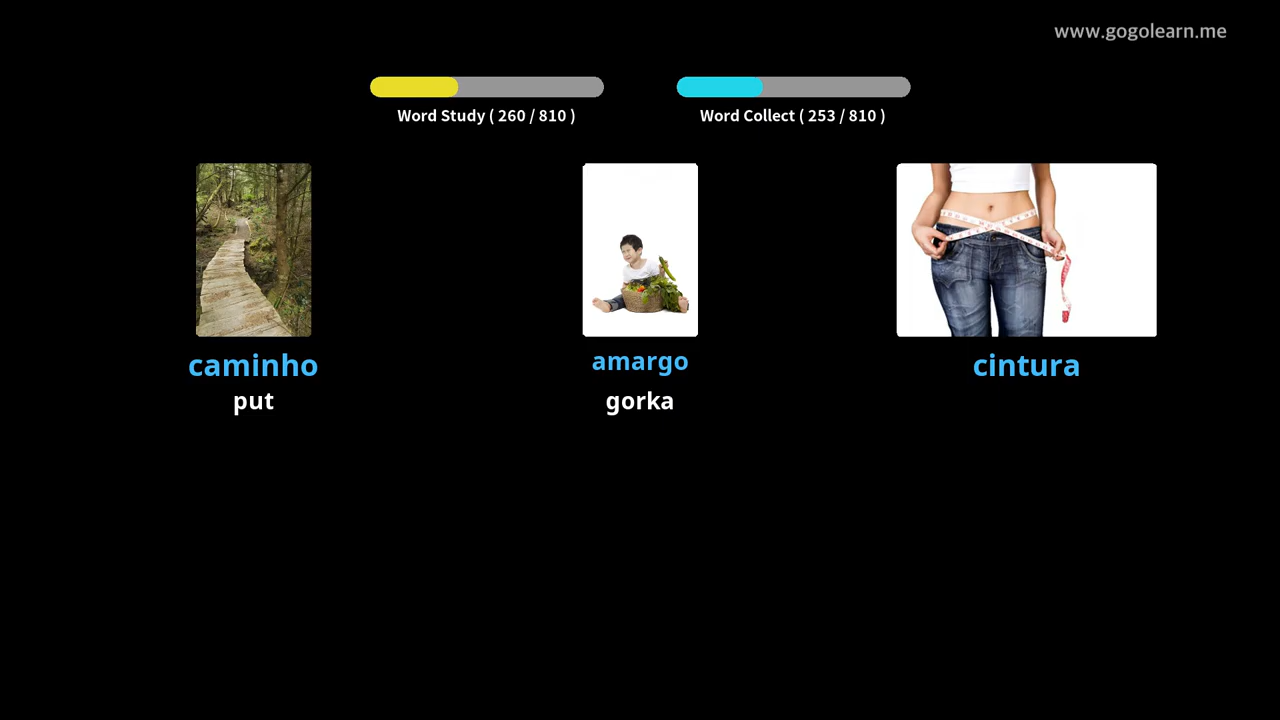 www.gogolearn.me
Word Study ( 260 / 810 )
Word Collect ( 253 / 810 )
caminho
put
amargo
gorka
cintura